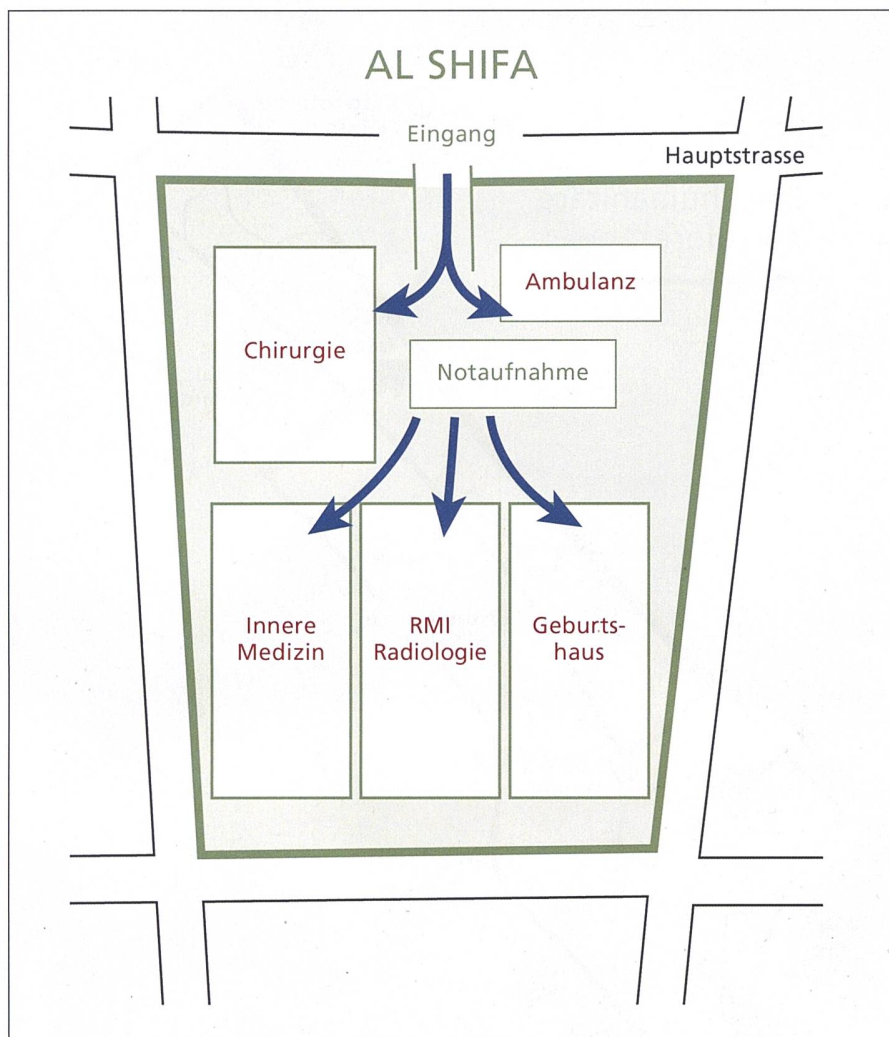 AL SHIFA
Eingang
Hauptstrasse
Ambulanz
Chirurgie
Notaufnahme
Innere
Medizin
RMI
Radiologie
Geburts-
haus